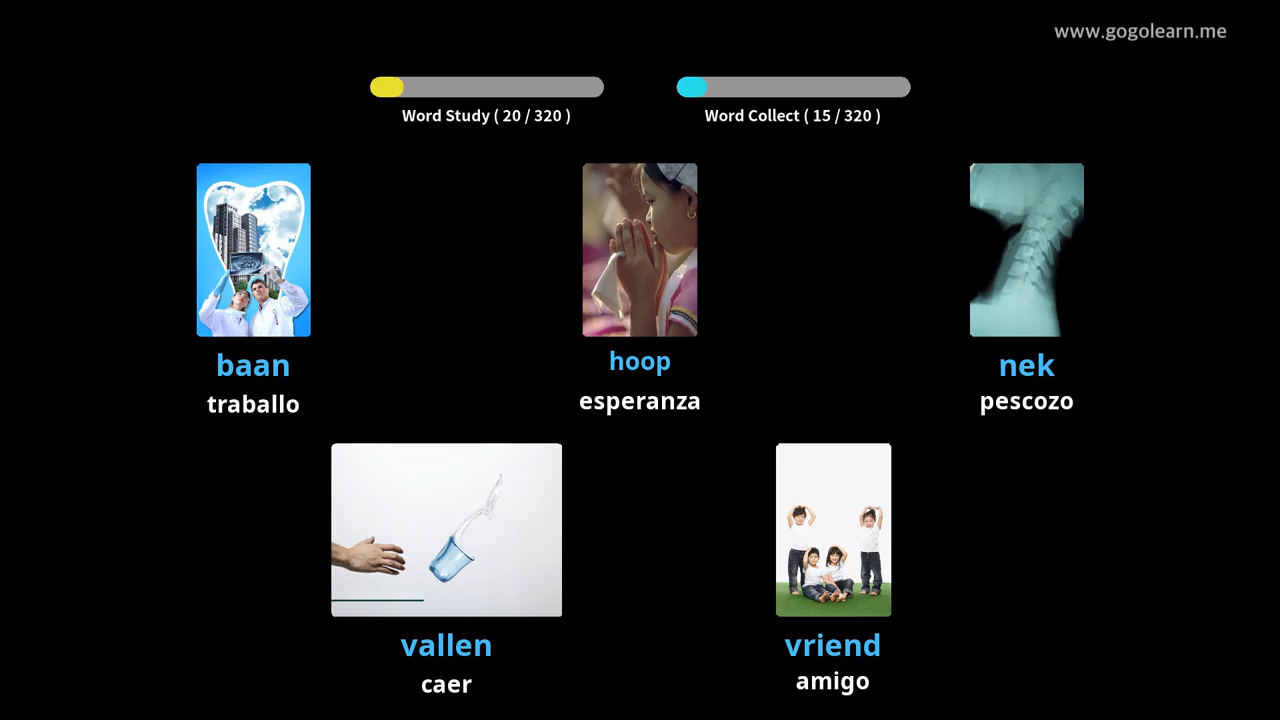 www.gogolearn.me
Word Study ( 20 / 320 )
Word Collect ( 15 / 320 )
baan
traballo
hoop
esperanza
nek
pescozo
vallen
caer
vriend
amigo